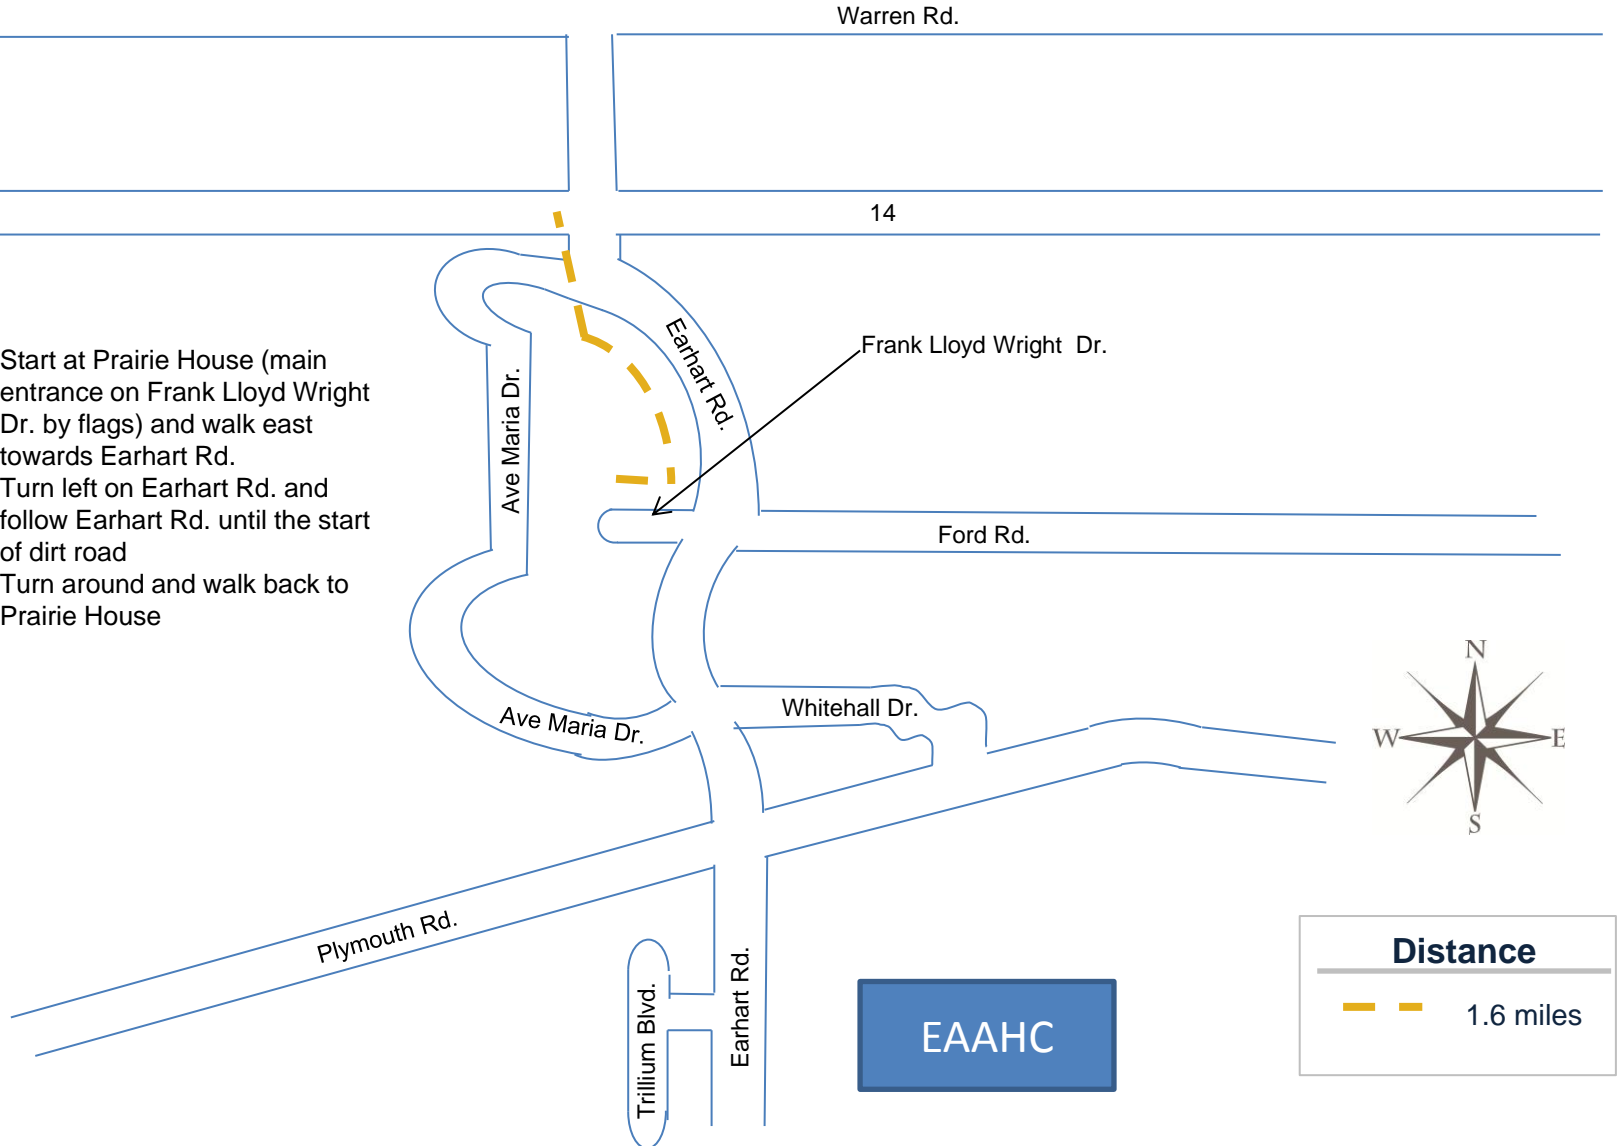 Warren Rd.
14
Earhart Rd.
Frank Lloyd Wright  Dr.
Start at Prairie House (main
entrance on Frank Lloyd Wright
Dr. by flags) and walk east
towards Earhart Rd.
Turn left on Earhart Rd. and
follow Earhart Rd. until the start
of dirt road
Turn around and walk back to
Prairie House
Ave Maria Dr.
Ford Rd.
Ave Maria Dr.
Whitehall Dr.
N
W
E
S
Plymouth Rd.
Trillium Blvd.
Earhart Rd.
EAAHC
Distance
1.6 miles